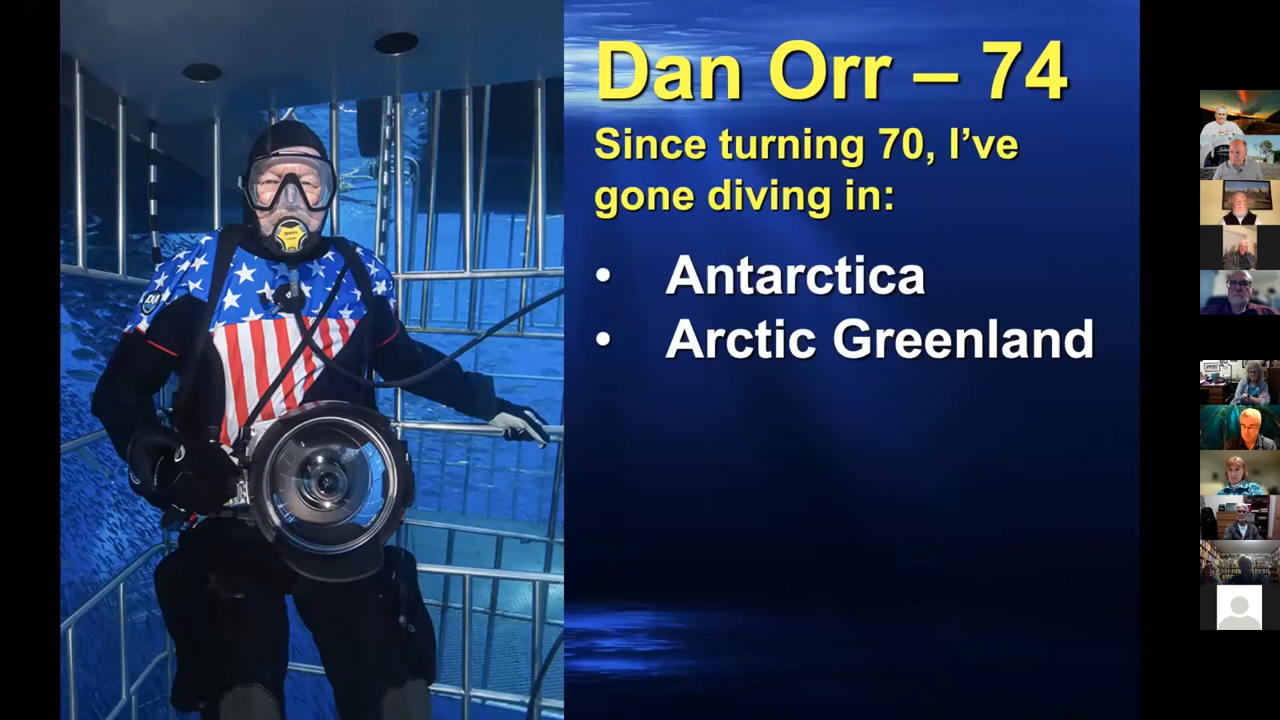 Dan Orr – 74
Since turning 70, I’ve
gone diving in:
• Antarctica
• Arctic Greenland